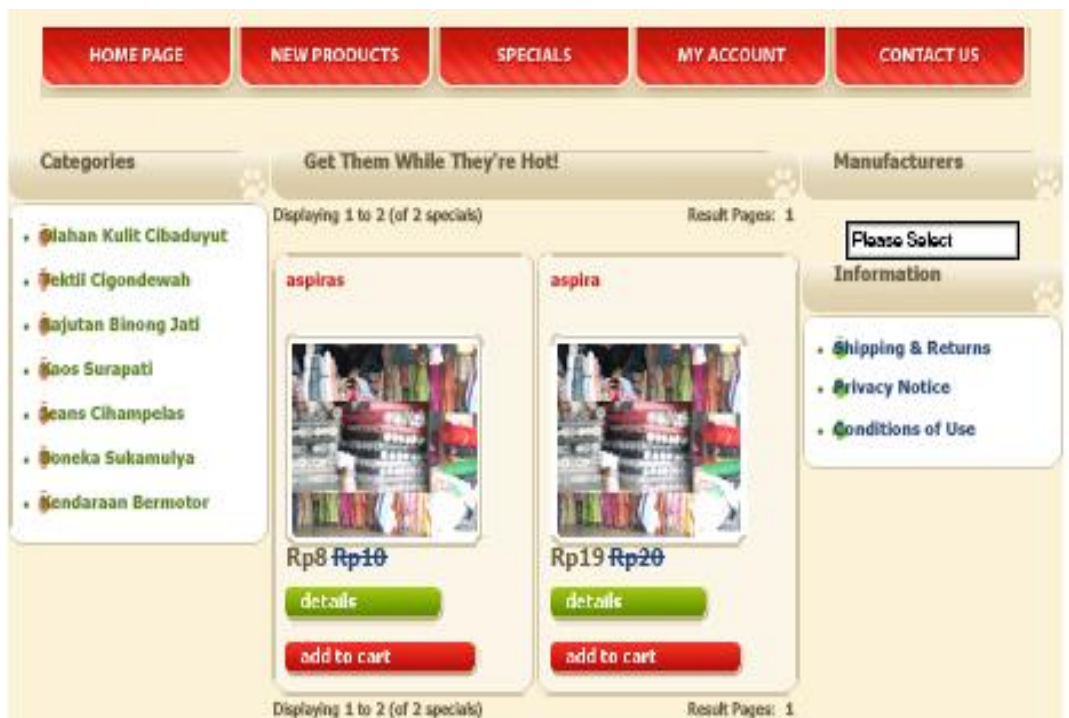 HOME PAGE
NEW PRODUCTS
SPECIALS
MY ACCOUNT
CONTACT US
Categories
Olahan Kulit Cibaduyut
Tektil Cigondewah
Rajutan Binong Jati
Kaos Surapati
Jeans Cihampelas
Boneka Sukamulya
Kendaraan Bermotor
Get Them While They're Hot!
Displaying 1 to 2 (of 2 specials)
Result Pages: 1
aspiras
Rp8 Rp10
details
add to cart
aspira
Rp19 Rp20
details
add to cart
Displaying 1 to 2 (of 2 specials)
Result Pages: 1
Manufacturers
Please Select
Information
Shipping & Returns
Privacy Notice
Conditions of Use